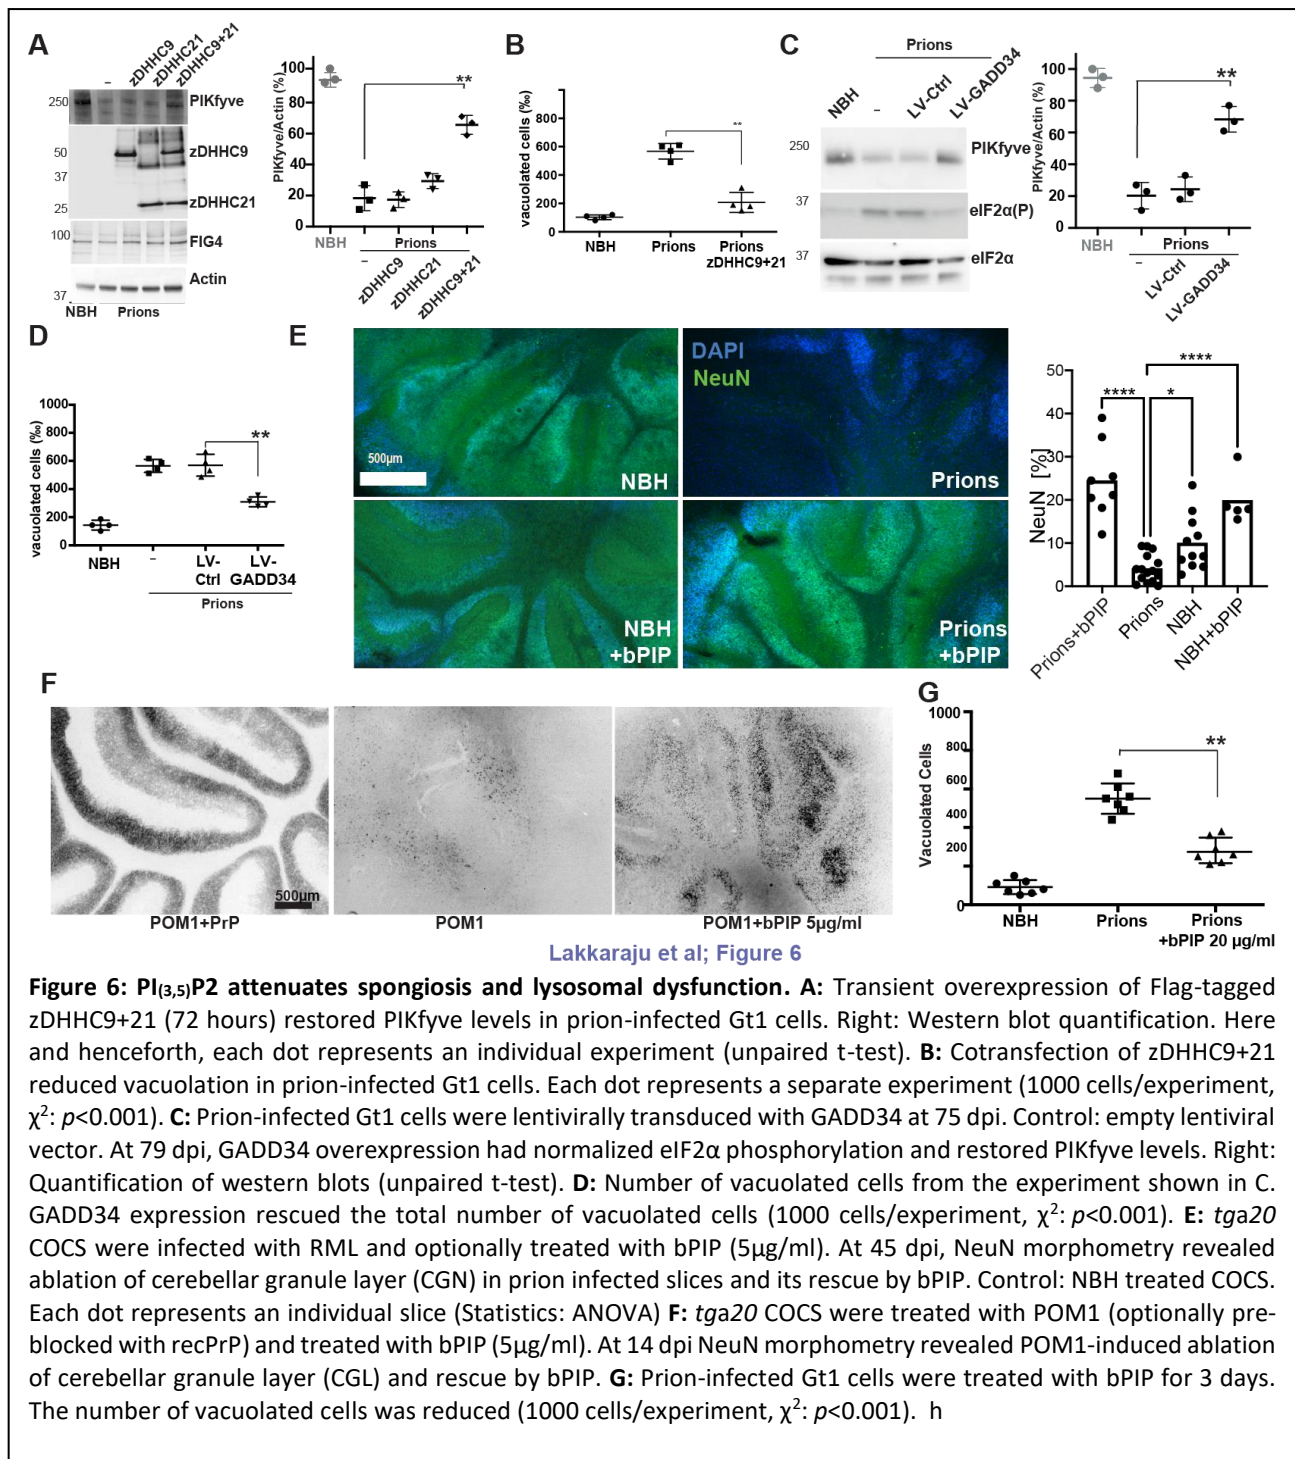 A
–
zDHHC9
zDHHC21
zDHHC9+21
250
PIKfyve
50
zDHHC9
37
25
zDHHC21
100
FIG4
Actin
37
NBH
Prions
PIKfyve/Actin (%)
100
80
60
40
20
0
**
NBH
Prions
–
zDHHC9
zDHHC21
zDHHC9+21
B
vacuolated cells (‰)
800
600
400
200
0
**
NBH
Prions
Prions
zDHHC9+21
C
Prions
NBH
–
LV-Ctrl
LV-GADD34
250
PIKfyve
37
eIF2α(P)
37
eIF2α
PIKfyve/Actin (%)
100
80
60
40
20
0
**
NBH
Prions
–
LV-Ctrl
LV-GADD34
D
vacuolated cells (‰)
1000
800
600
400
200
0
**
NBH
–
LV-
Ctrl
LV-
GADD34
Prions
E
500µm
NBH
DAPI
NeuN
Prions
NBH
+bPIP
Prions
+bPIP
NeuN [%]
50
40
30
20
10
0
****
*
****
Prions+bPIP
Prions
NBH
NBH+bPIP
F
500µm
POM1+PrP
POM1
POM1+bPIP 5µg/ml
G
Vacuolated Cells
1000
800
600
400
200
0
**
NBH
Prions
Prions
+bPIP 20 µg/ml
Lakkaraju et al; Figure 6
Figure 6: PI(3,5)P2 attenuates spongiosis and lysosomal dysfunction. A: Transient overexpression of Flag-tagged
zDHHC9+21 (72 hours) restored PIKfyve levels in prion-infected Gt1 cells. Right: Western blot quantification. Here
and henceforth, each dot represents an individual experiment (unpaired t-test). B: Cotransfection of zDHHC9+21
reduced vacuolation in prion-infected Gt1 cells. Each dot represents a separate experiment (1000 cells/experiment,
χ²: p<0.001). C: Prion-infected Gt1 cells were lentivirally transduced with GADD34 at 75 dpi. Control: empty lentiviral
vector. At 79 dpi, GADD34 overexpression had normalized eIF2α phosphorylation and restored PIKfyve levels. Right:
Quantification of western blots (unpaired t-test). D: Number of vacuolated cells from the experiment shown in C.
GADD34 expression rescued the total number of vacuolated cells (1000 cells/experiment, χ²: p<0.001). E: tga20
COCS were infected with RML and optionally treated with bPIP (5µg/ml). At 45 dpi, NeuN morphometry revealed
ablation of cerebellar granule layer (CGN) in prion infected slices and its rescue by bPIP. Control: NBH treated COCS.
Each dot represents an individual slice (Statistics: ANOVA) F: tga20 COCS were treated with POM1 (optionally pre-
blocked with recPrP) and treated with bPIP (5µg/ml). At 14 dpi NeuN morphometry revealed POM1-induced ablation
of cerebellar granule layer (CGL) and rescue by bPIP. G: Prion-infected Gt1 cells were treated with bPIP for 3 days.
The number of vacuolated cells was reduced (1000 cells/experiment, χ²: p<0.001). h